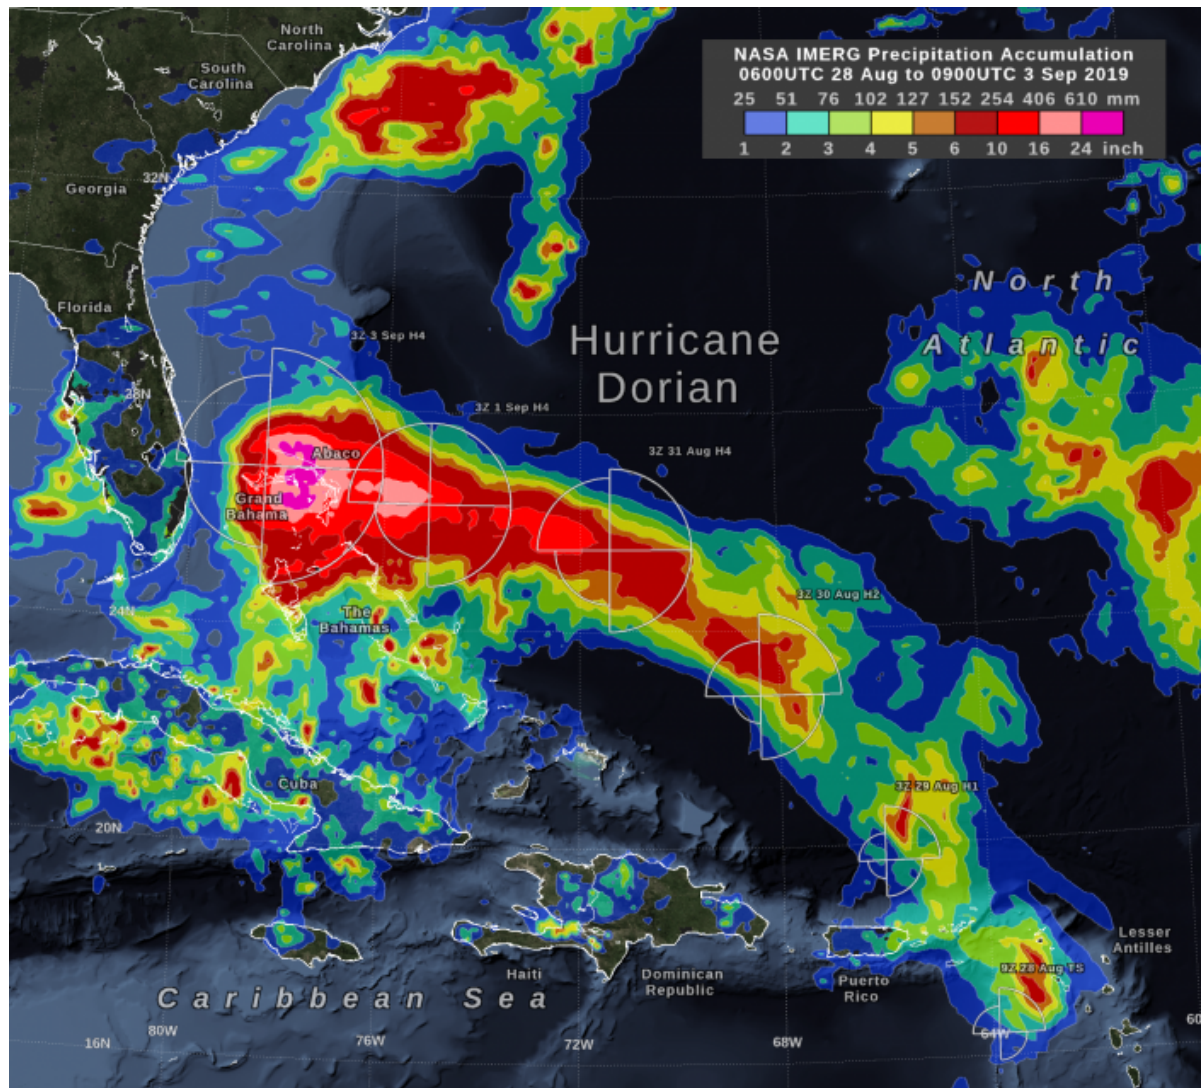 NASA IMERG Precipitation Accumulation
0600UTC 28 Aug to 0900UTC 3 Sep 2019
25 51 76 102 127 152 254 406 610 mm
1 2 3 4 5 6 10 16 24 inch
North
Carolina
South
Carolina
Georgia
32N
Florida
28N
North
Atlantic
Hurricane
Dorian
3Z 3 Sep H4
3Z 1 Sep H4
3Z 31 Aug H4
Abaco
Grand
Bahama
24N
The
Bahamas
3Z 30 Aug H2
Cuba
3Z 29 Aug H1
20N
Lesser
Antilles
9Z 28 Aug TS
Haiti
Dominican
Republic
Puerto
Rico
Caribbean Sea
16N
80W
76W
72W
68W
64W
60